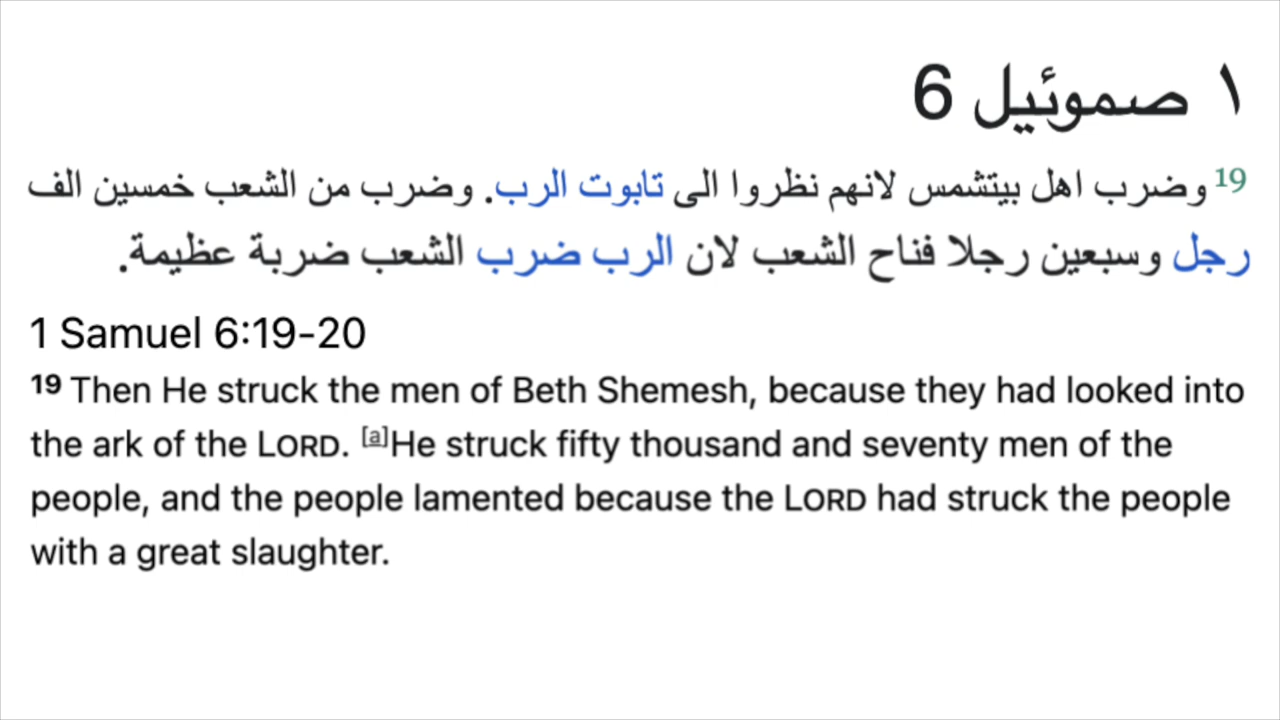 ١ صموئيل 6
19 وضرب اهل بيتشمس لانهم نظروا الى تابوت الرب. وضرب من الشعب خمسين الف
رجل وسبعين رجلا فناح الشعب لان الرب ضرب الشعب ضربة عظيمة.
1 Samuel 6:19-20
19 Then He struck the men of Beth Shemesh, because they had looked into
the ark of the LORD. [a]He struck fifty thousand and seventy men of the
people, and the people lamented because the LORD had struck the people
with a great slaughter.